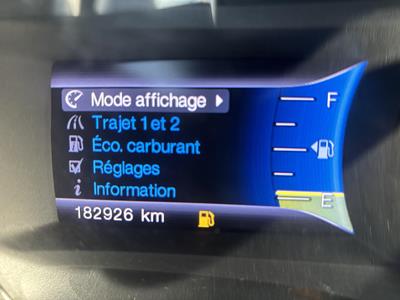 Mode affichage
Trajet 1 et 2
Éco. carburant
Réglages
Information
182926 km
F
E